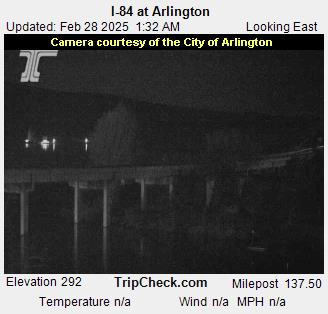 I-84 at Arlington
Updated: Feb 28 2025 1:32 AM Looking East
Camera courtesy of the City of Arlington
Elevation 292 TripCheck.com Milepost 137.50
Temperature n/a Wind n/a MPH n/a